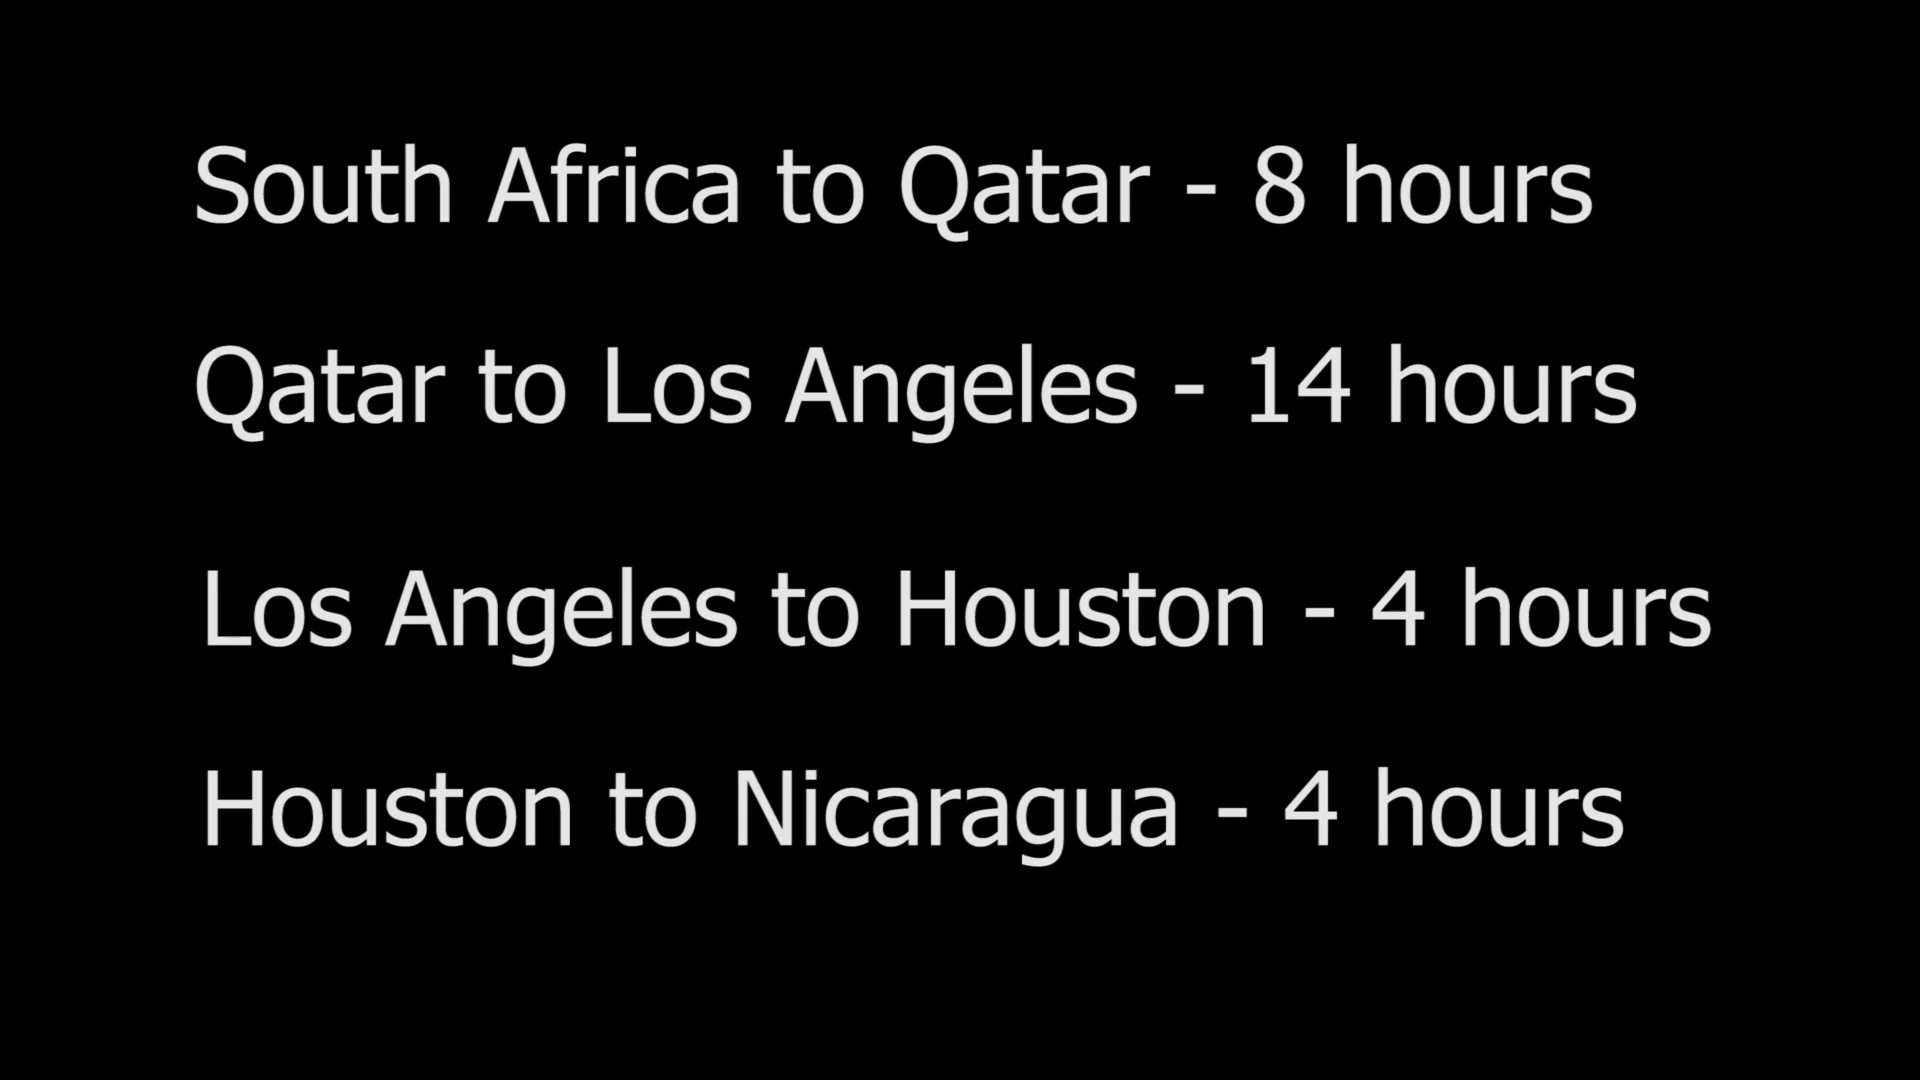 South Africa to Qatar - 8 hours
Qatar to Los Angeles - 14 hours
Los Angeles to Houston - 4 hours
Houston to Nicaragua - 4 hours